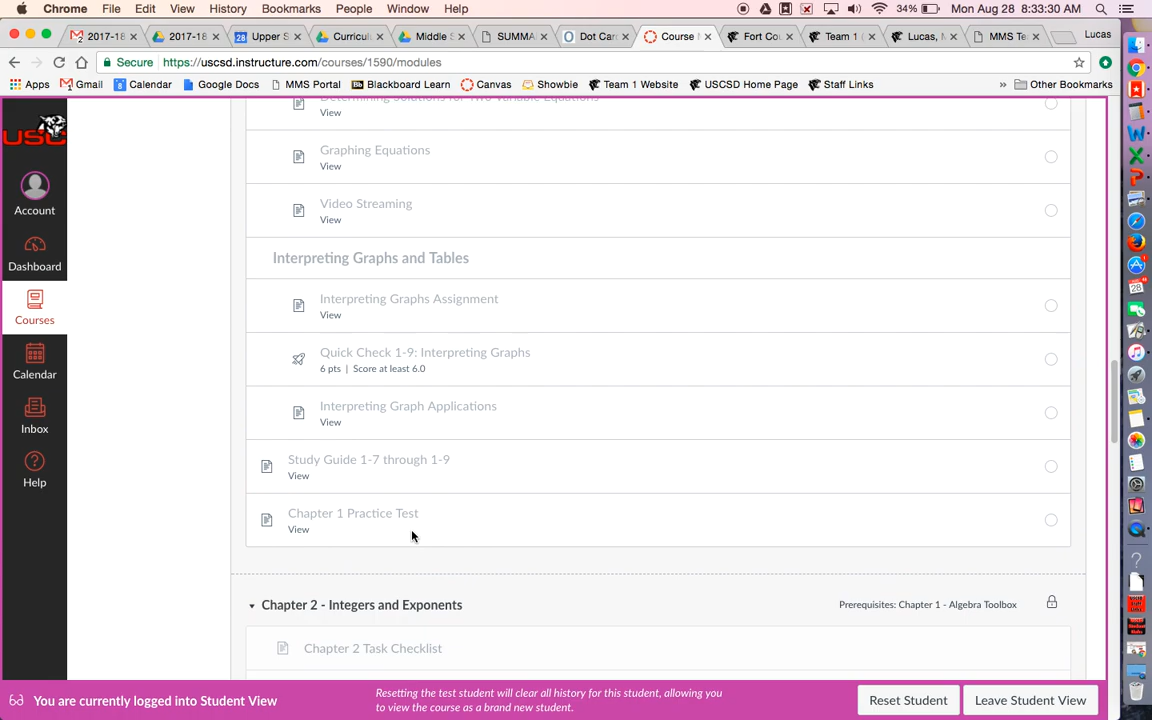 Chrome File Edit View History Bookmarks People Window Help 34% Mon Aug 28 8:33:30 AM
2017-18 2017-18 Upper S Curricul Middle S SUMMA Dot Car Course Fort Co Team 1 Lucas, M MMS Te Lucas
Secure https://uscsd.instructure.com/courses/1590/modules
Apps Gmail Calendar Google Docs MMS Portal Blackboard Learn Canvas Showbie Team 1 Website USCSD Home Page Staff Links » Other Bookmarks
USC
Account
Dashboard
Courses
Calendar
Inbox
Help
Determining Solutions for Two Variable Equations
View
Graphing Equations
View
Video Streaming
View
Interpreting Graphs and Tables
Interpreting Graphs Assignment
View
Quick Check 1-9: Interpreting Graphs
6 pts | Score at least 6.0
Interpreting Graph Applications
View
Study Guide 1-7 through 1-9
View
Chapter 1 Practice Test
View
Chapter 2 - Integers and Exponents Prerequisites: Chapter 1 - Algebra Toolbox
Chapter 2 Task Checklist
You are currently logged into Student View
Resetting the test student will clear all history for this student, allowing you
to view the course as a brand new student.
Reset Student Leave Student View